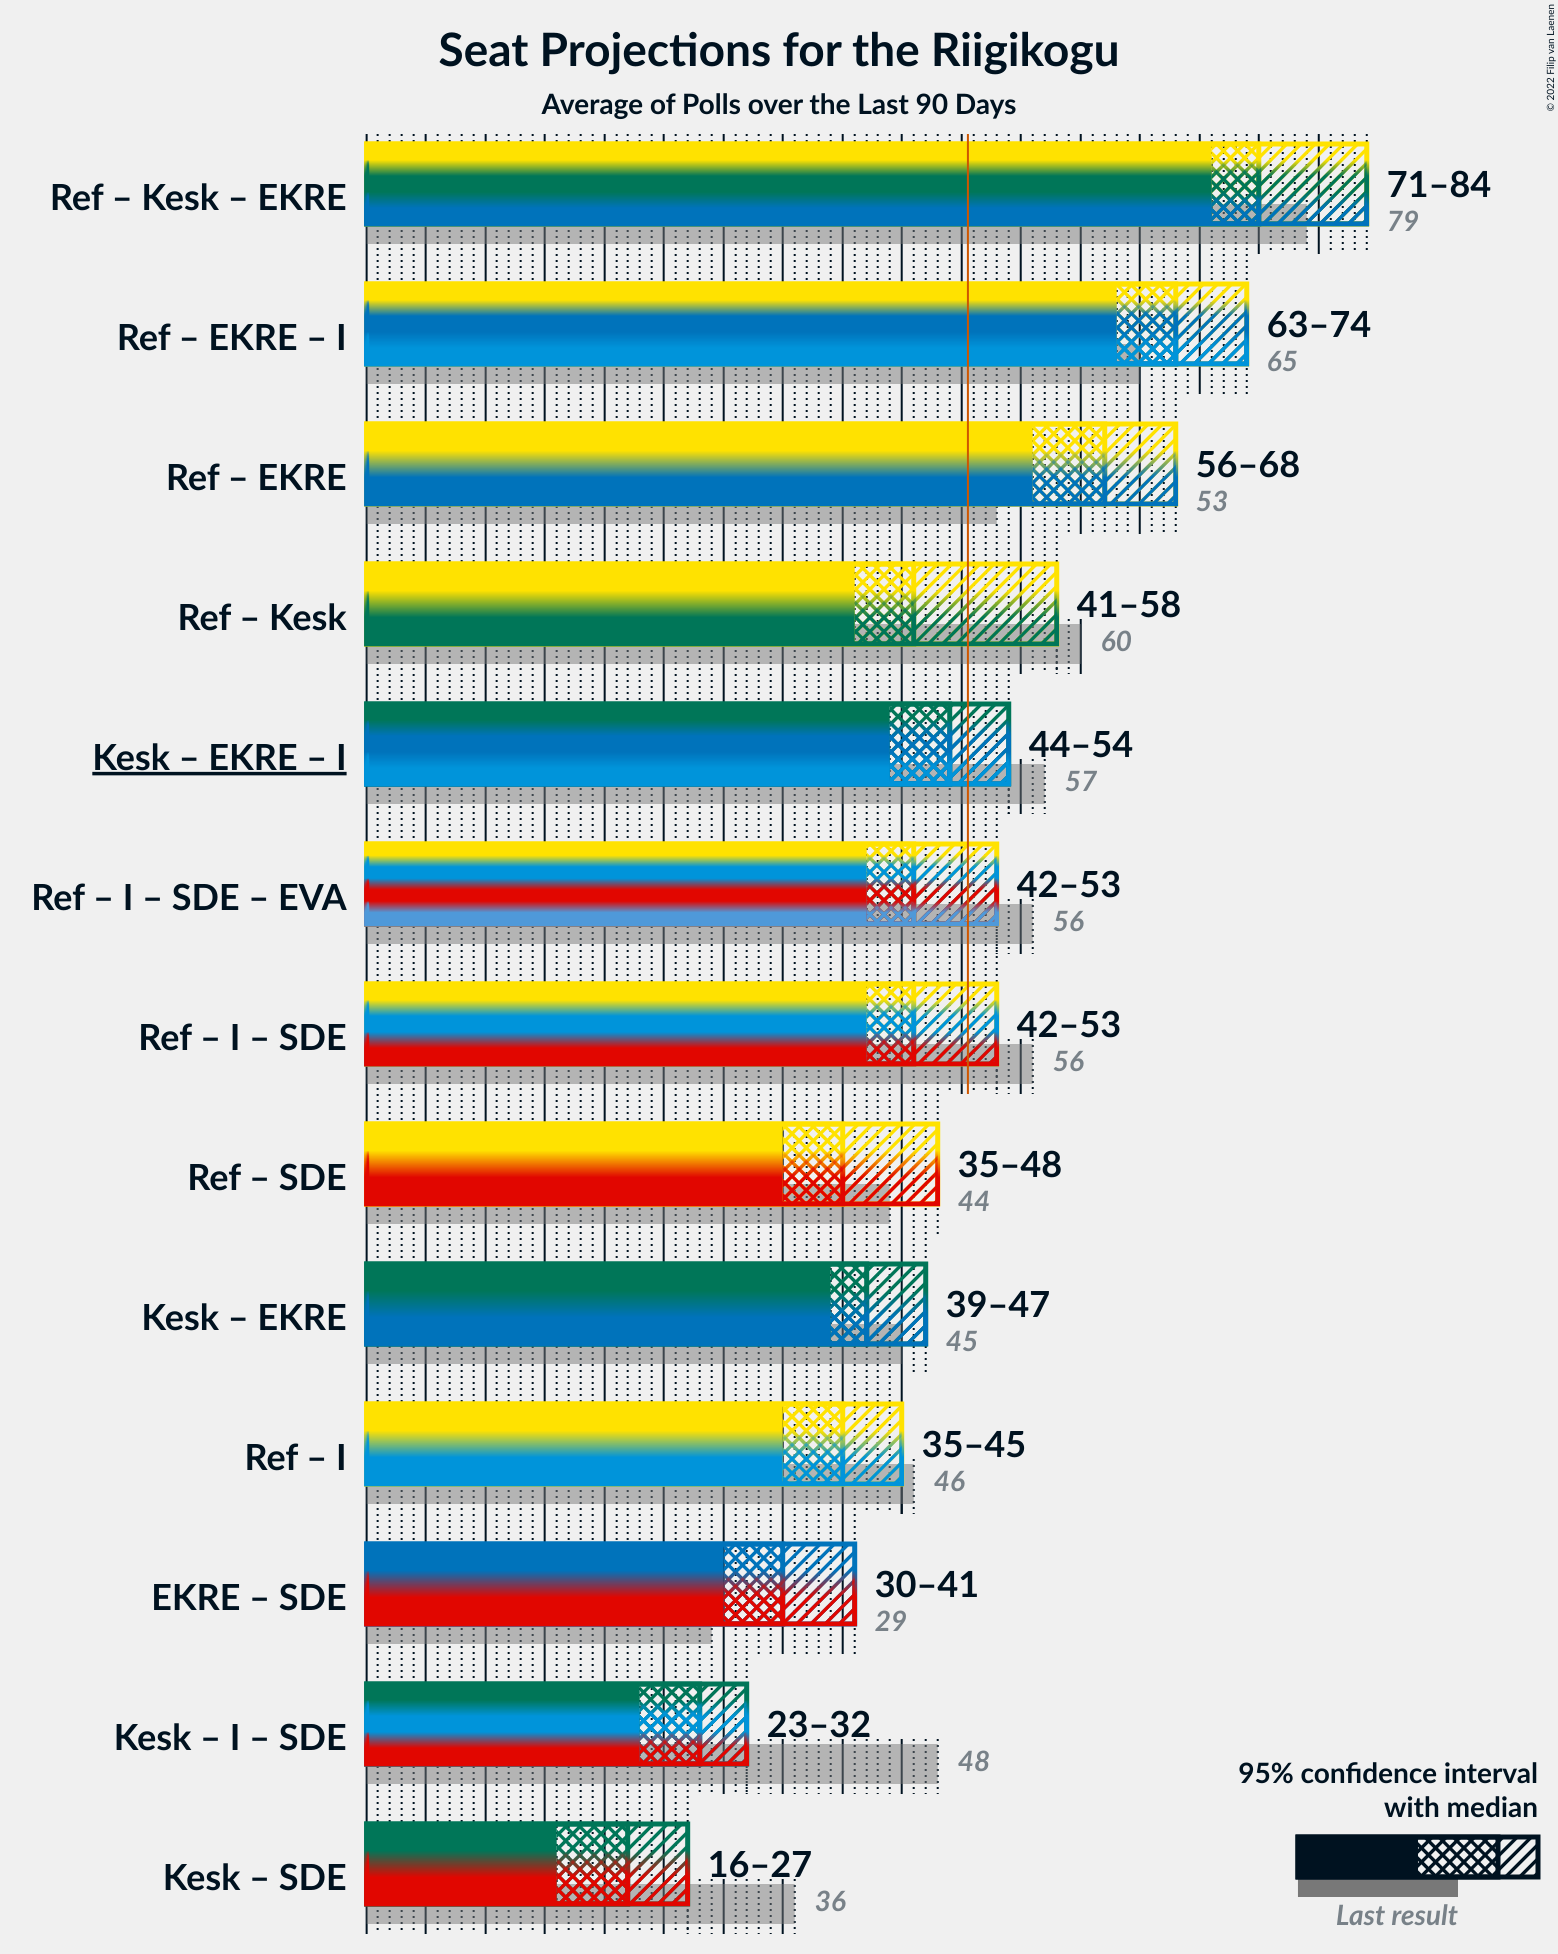 Seat Projections for the Riigikogu
Average of Polls over the Last 90 Days
© 2022 Filip van Laenen
Ref – Kesk – EKRE
71–84
79
Ref – EKRE – I
63–74
65
Ref – EKRE
56–68
53
Ref – Kesk
41–58
60
Kesk – EKRE – I
44–54
57
Ref – I – SDE – EVA
42–53
56
Ref – I – SDE
42–53
56
Ref – SDE
35–48
44
Kesk – EKRE
39–47
45
Ref – I
35–45
46
EKRE – SDE
30–41
29
Kesk – I – SDE
23–32
48
Kesk – SDE
16–27
36
95% confidence interval
with median
Last result